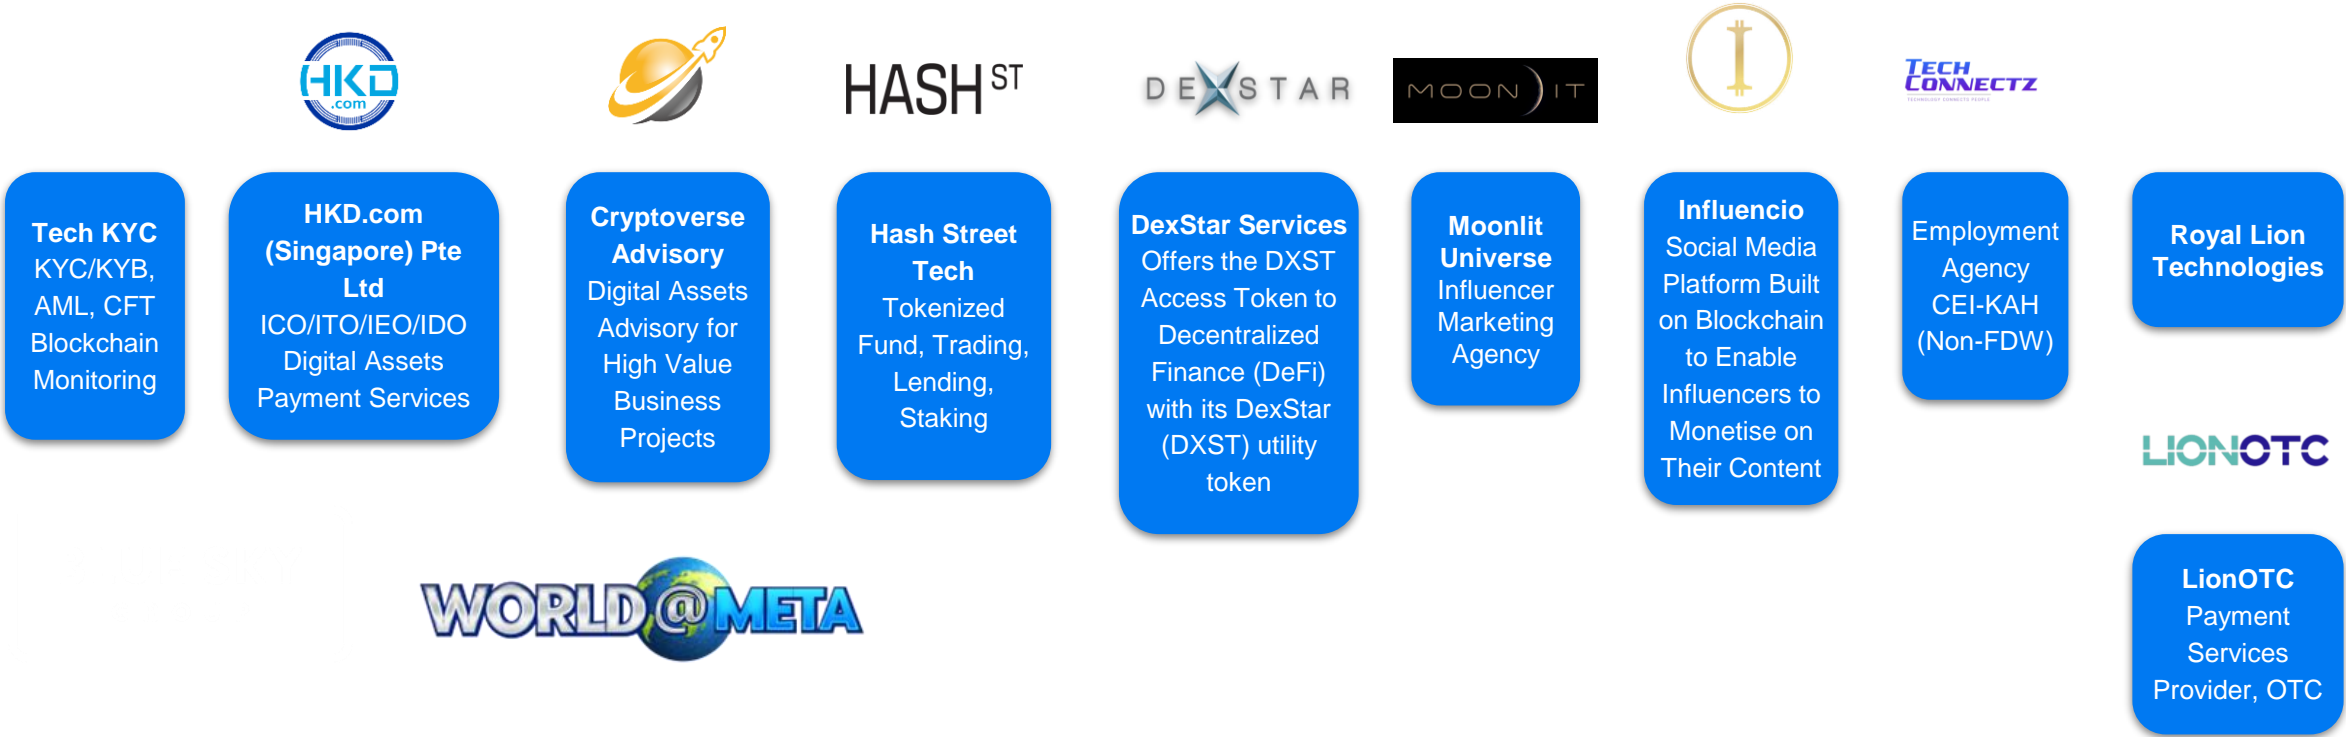 HKD
.com
HASH ST
DEXSTAR
MOON)IT
TECH
CONNECTZ
TECHNOLOGY CONNECTS PEOPLE
Tech KYC
KYC/KYB,
AML, CFT
Blockchain
Monitoring
HKD.com
(Singapore) Pte
Ltd
ICO/ITO/IEO/IDO
Digital Assets
Payment Services
Cryptoverse
Advisory
Digital Assets
Advisory for
High Value
Business
Projects
Hash Street
Tech
Tokenized
Fund, Trading,
Lending,
Staking
DexStar Services
Offers the DXST
Access Token to
Decentralized
Finance (DeFi)
with its DexStar
(DXST) utility
token
Moonlit
Universe
Influencer
Marketing
Agency
Influencio
Social Media
Platform Built
on Blockchain
to Enable
Influencers to
Monetise on
Their Content
Employment
Agency
CEI-KAH
(Non-FDW)
Royal Lion
Technologies
LIONOTC
LionOTC
Payment
Services
Provider, OTC
WORLD@META